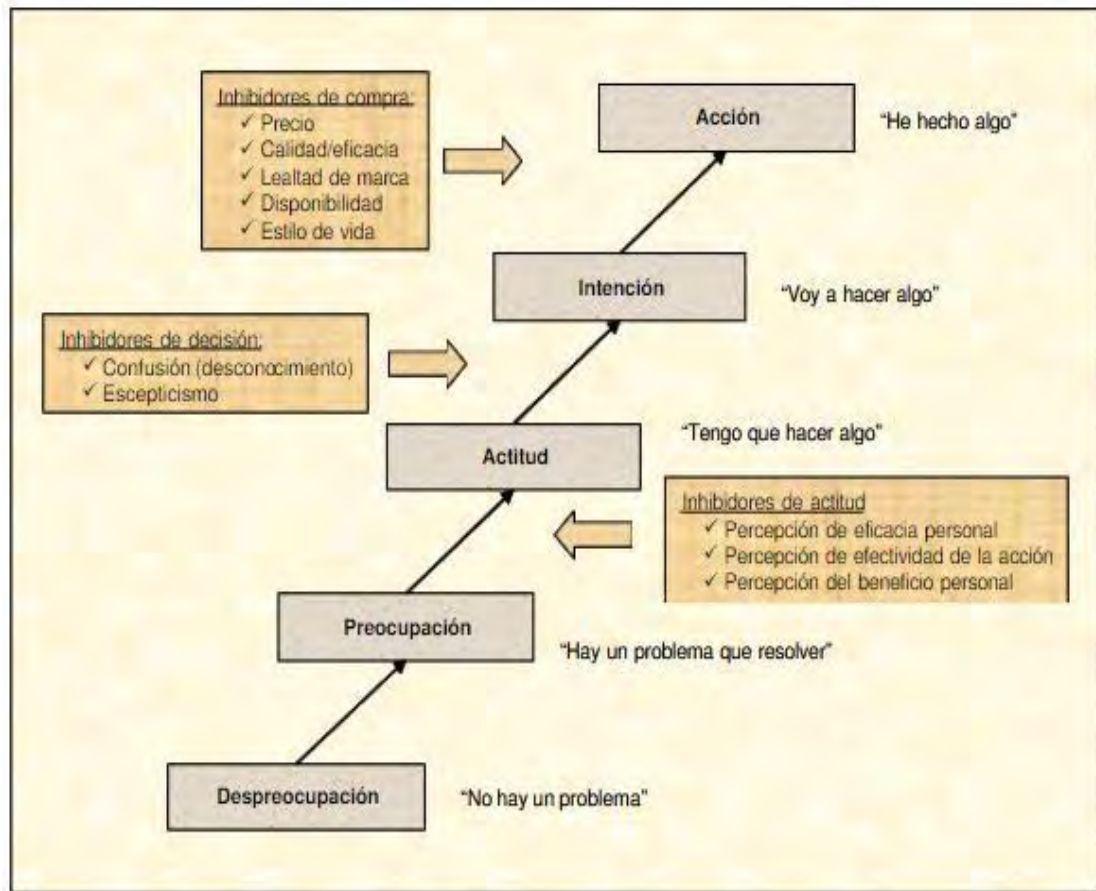 Inhibidores de compra:
✓ Precio
✓ Calidad/eficacia
✓ Lealtad de marca
✓ Disponibilidad
✓ Estilo de vida
Acción
“He hecho algo”
Intención
“Voy a hacer algo”
Inhibidores de decisión:
✓ Confusión (desconocimiento)
✓ Escepticismo
Actitud
“Tengo que hacer algo”
Inhibidores de actitud
✓ Percepción de eficacia personal
✓ Percepción de efectividad de la acción
✓ Percepción del beneficio personal
Preocupación
“Hay un problema que resolver”
Despreocupación
“No hay un problema”